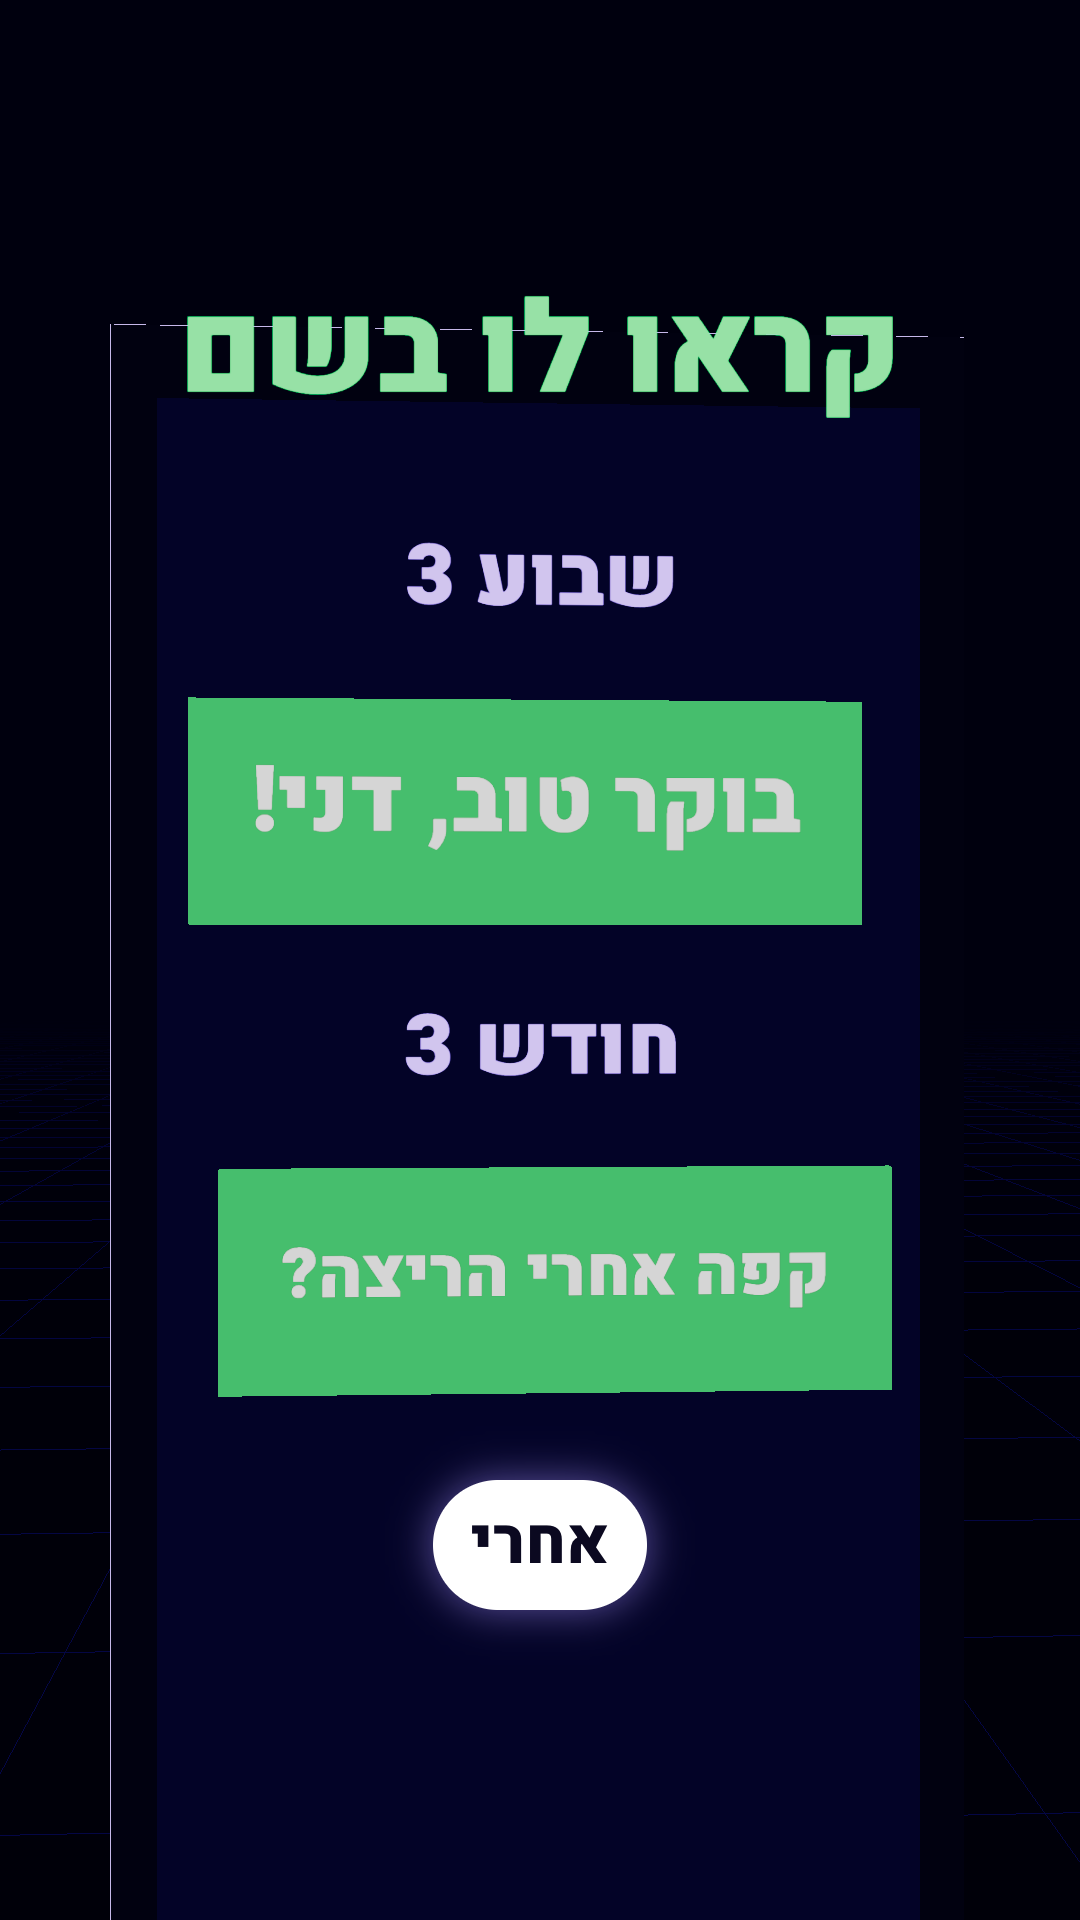 קראו לו בשם
שבוע 3
בוקר טוב, דני!
חודש 3
קפה אחרי הריצה?
אחרי